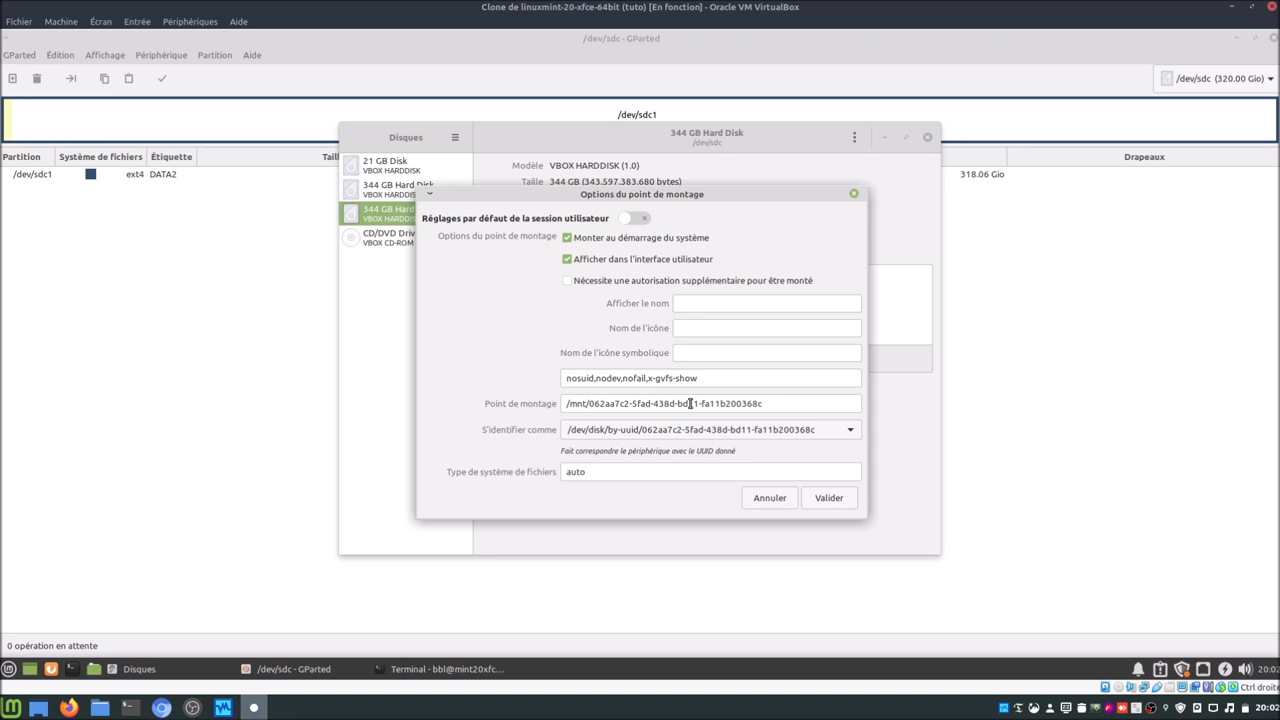 Clone de linuxmint-20-xfce-64bit (tuto) [En fonction] - Oracle VM VirtualBox
Fichier Machine Écran Entrée Périphériques Aide
/dev/sdc - GParted
GParted Édition Affichage Périphérique Partition Aide
/dev/sdc (320.00 Gio)
/dev/sdc1
Partition Système de fichiers Étiquette Drapeaux
/dev/sdc1 ext4 DATA2 318.06 Gio
Disques
344 GB Hard Disk
/dev/sdc
21 GB Disk
VBOX HARDDISK
344 GB Hard Disk
344 GB Hard
CD/DVD
VBOX CD-ROM
Modèle VBOX HARDDISK (1.0)
Taille 344 GB (343.597.383.680 bytes)
Options du point de montage
Réglages par défaut de la session utilisateur
Options du point de montage
Monter au démarrage du système
Afficher dans l'interface utilisateur
Nécessite une autorisation supplémentaire pour être monté
Afficher le nom
Nom de l'icône
Nom de l'icône symbolique
nosuid,nodev,nofail,x-gvfs-show
Point de montage /mnt/062aa7c2-5fad-438d-bd11-fa11b200368c
S'identifier comme /dev/disk/by-uuid/062aa7c2-5fad-438d-bd11-fa11b200368c
Fait correspondre le périphérique avec le UUID donné
Type de système de fichiers auto
Annuler Valider
0 opération en attente
Disques /dev/sdc - GParted Terminal - bbl@mint20xfc... 20:02
Ctrl droite
20:02